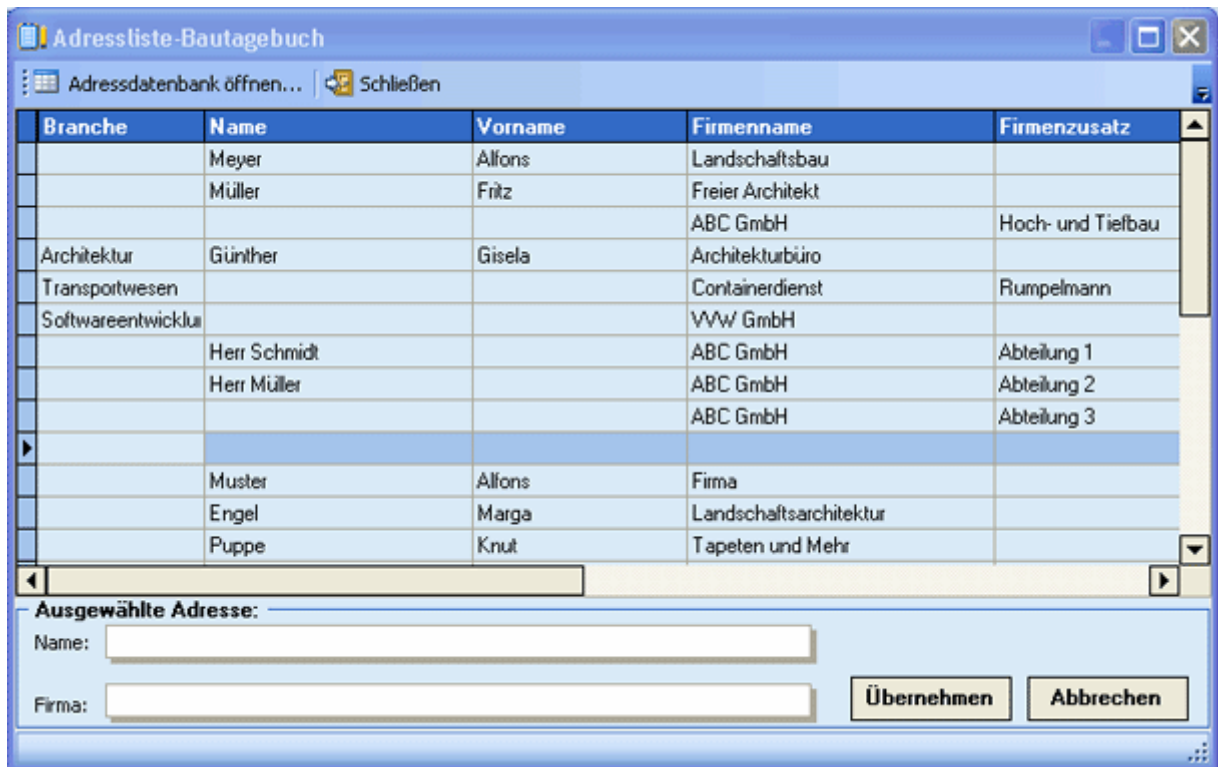 Adressliste-Bautagebuch
Adressdatenbank öffnen... Schließen
Branche Name Vorname Firmenname Firmenzusatz
Meyer Alfons Landschaftsbau
Müller Fritz Freier Architekt
ABC GmbH Hoch- und Tiefbau
Architektur Günther Gisela Architekturbüro
Transportwesen Containerdienst Rumpelmann
Softwareentwicklu VVW GmbH
Herr Schmidt ABC GmbH Abteilung 1
Herr Müller ABC GmbH Abteilung 2
ABC GmbH Abteilung 3
Muster Alfons Firma
Engel Marga Landschaftsarchitektur
Puppe Knut Tapeten und Mehr
Ausgewählte Adresse:
Name:
Firma: Übernehmen Abbrechen